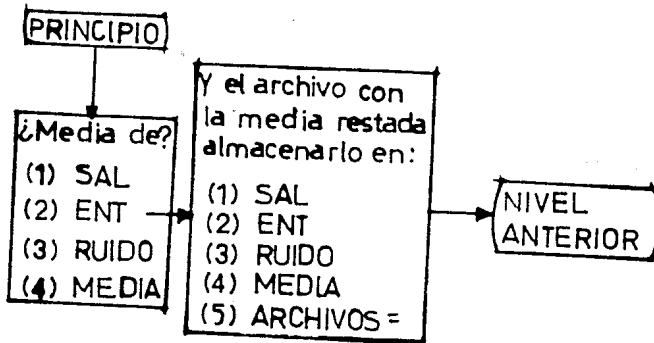 PRINCIPIO
¿Media de?
(1) SAL
(2) ENT
(3) RUIDO
(4) MEDIA
Y el archivo con
la media restada
almacenarlo en:
(1) SAL
(2) ENT
(3) RUIDO
(4) MEDIA
(5) ARCHIVOS =
NIVEL
ANTERIOR